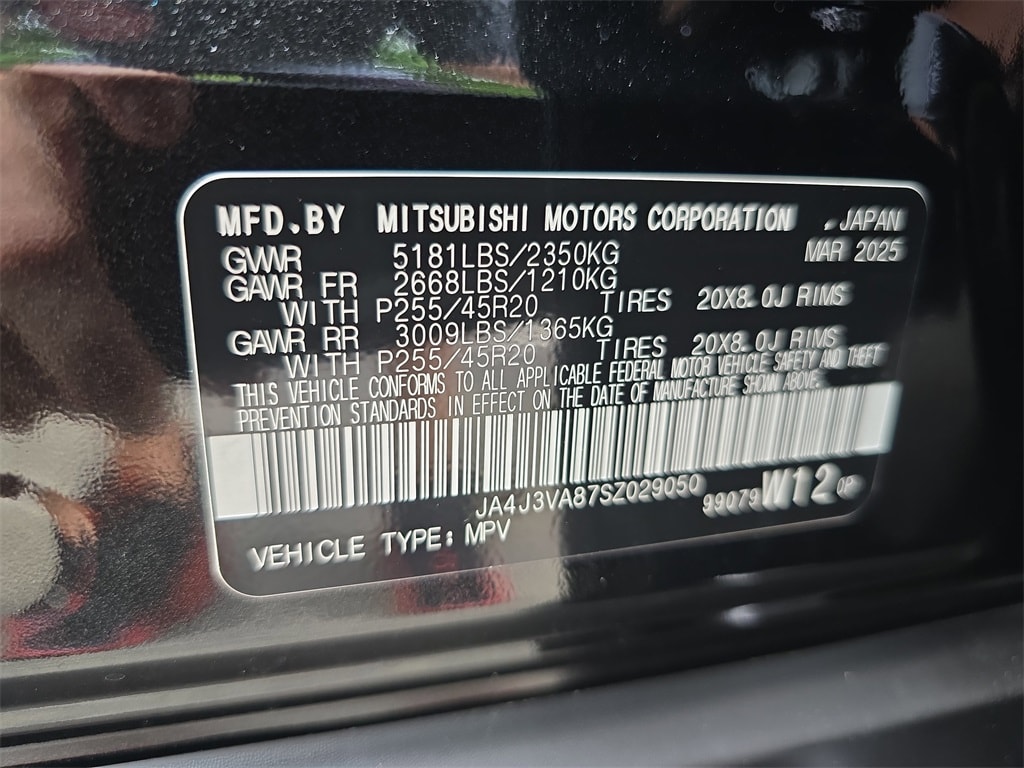 MFD.BY MITSUBISHI MOTORS CORPORATION JAPAN
GVWR 5181LBS/2350KG MAR 2025
GAWR FR 2668LBS/1210KG
WITH P255/45R20 TIRES 20X8.0J RIMS
GAWR RR 3009LBS/1365KG
WITH P255/45R20 TIRES 20X8.0J RIMS
THIS VEHICLE CONFORMS TO ALL APPLICABLE FEDERAL MOTOR VEHICLE SAFETY AND THEFT
PREVENTION STANDARDS IN EFFECT ON THE DATE OF MANUFACTURE SHOWN ABOVE.
JA4J3VA87SZ029050 99079 W12
VEHICLE TYPE: MPV